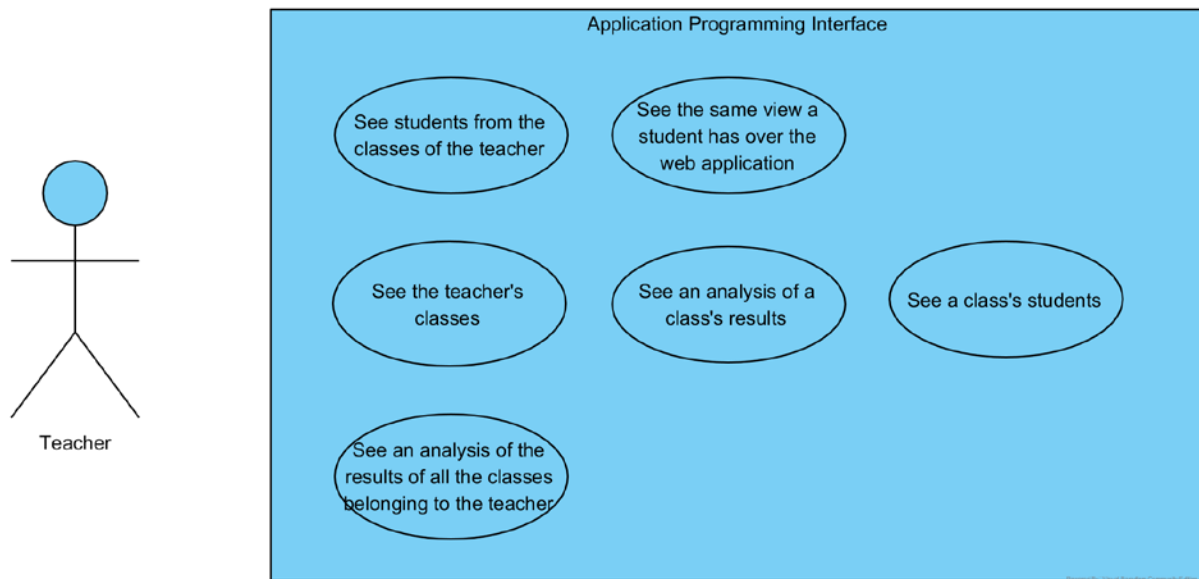 Application Programming Interface
See students from the
classes of the teacher
See the same view a
student has over the
web application
See the teacher's
classes
See an analysis of a
class's results
See a class's students
See an analysis of the
results of all the classes
belonging to the teacher
Teacher